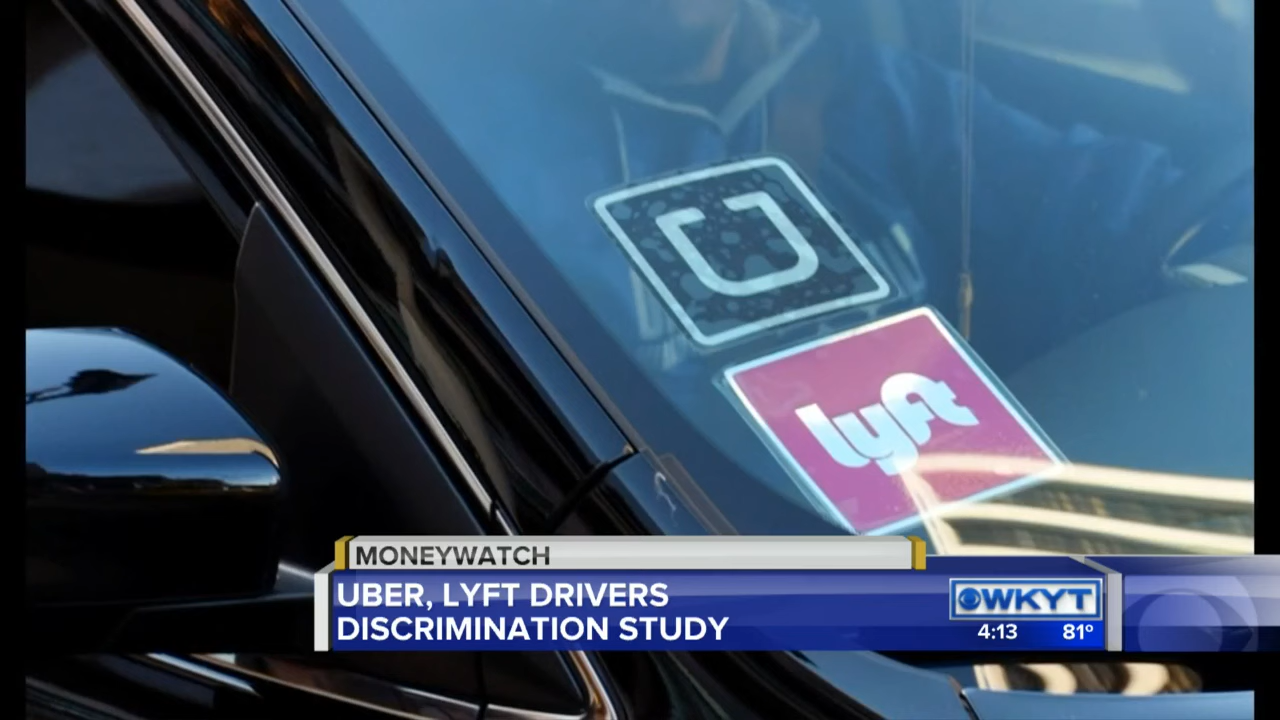 lyft
MONEYWATCH
UBER, LYFT DRIVERS
DISCRIMINATION STUDY
WKYT
4:13 81°